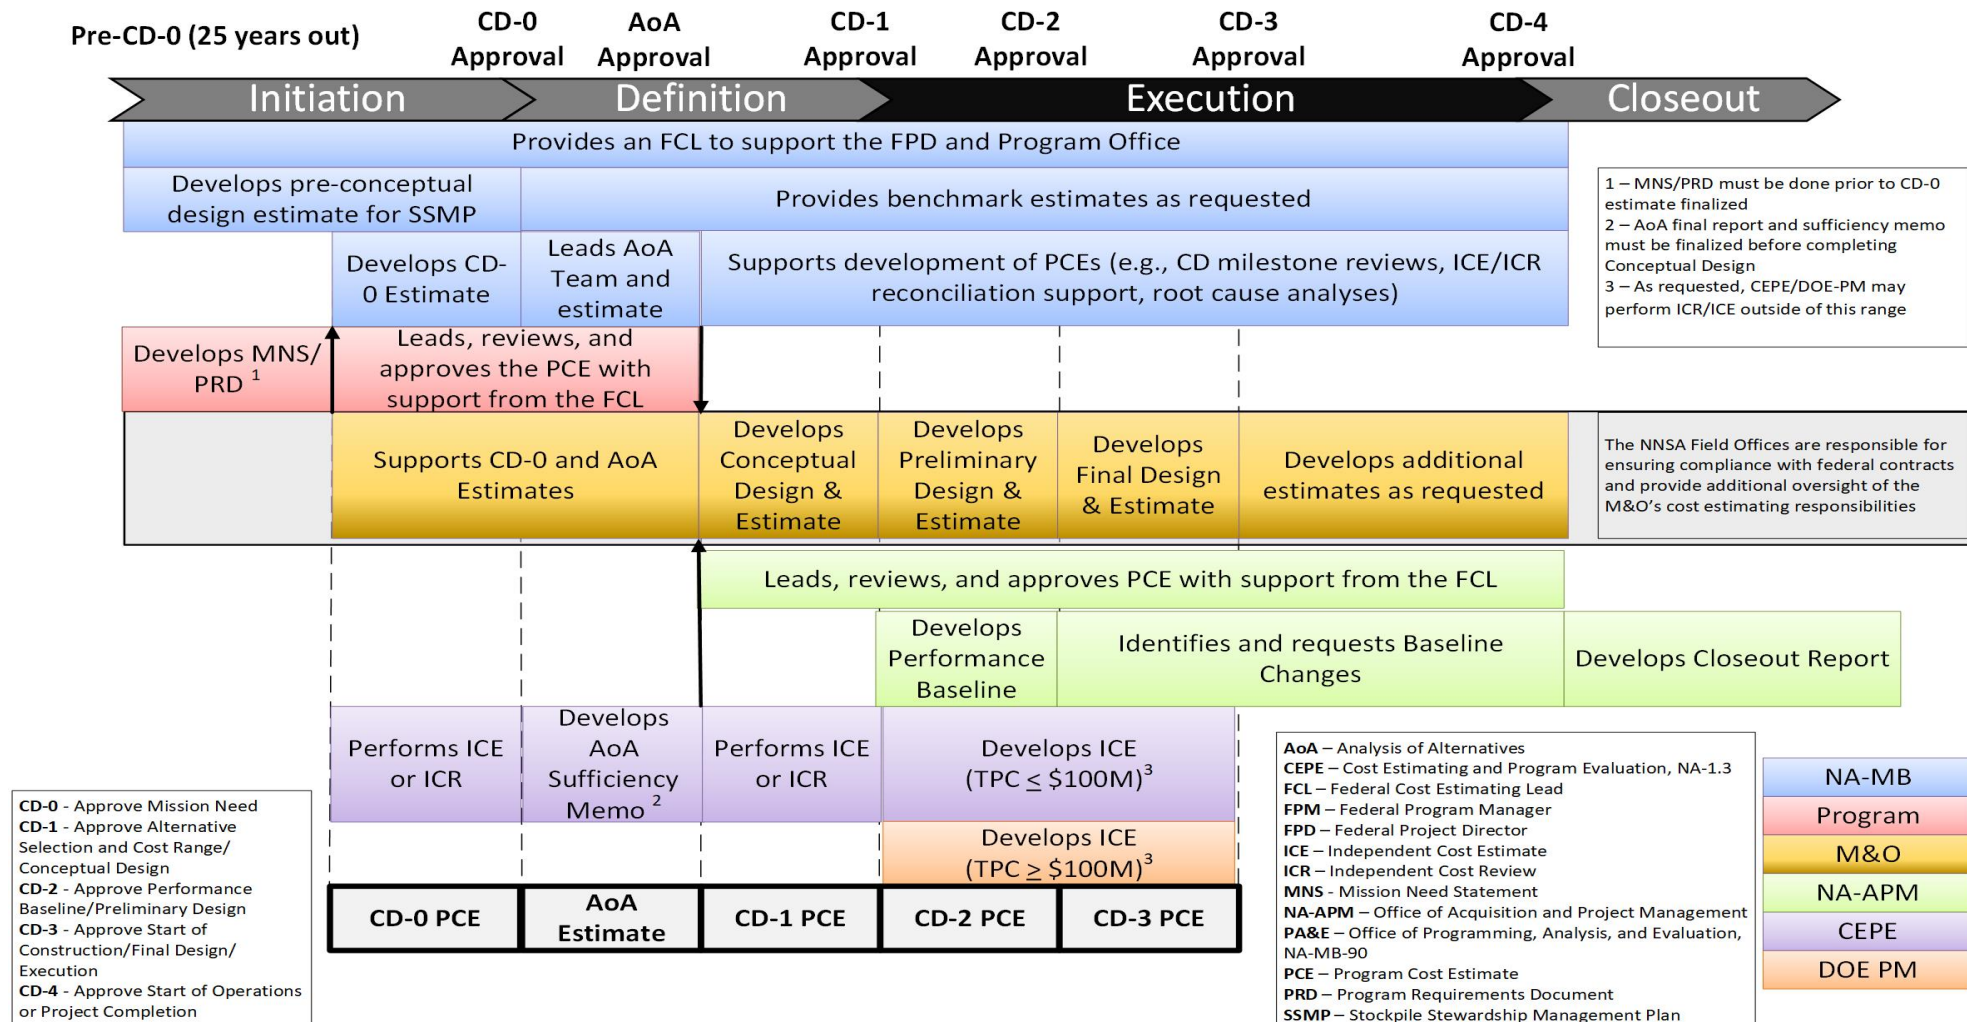 Pre-CD-0 (25 years out)
CD-0
Approval
AoA
Approval
CD-1
Approval
CD-2
Approval
CD-3
Approval
CD-4
Approval
Initiation
Definition
Execution
Closeout
Provides an FCL to support the FPD and Program Office
Develops pre-conceptual
design estimate for SSMP
Provides benchmark estimates as requested
Develops CD-
0 Estimate
Leads AoA
Team and
estimate
Supports development of PCEs (e.g., CD milestone reviews, ICE/ICR
reconciliation support, root cause analyses)
1 – MNS/PRD must be done prior to CD-0
estimate finalized
2 – AoA final report and sufficiency memo
must be finalized before completing
Conceptual Design
3 – As requested, CEPE/DOE-PM may
perform ICR/ICE outside of this range
Develops MNS/
PRD 1
Leads, reviews, and
approves the PCE with
support from the FCL
Supports CD-0 and AoA
Estimates
Develops
Conceptual
Design &
Estimate
Develops
Preliminary
Design &
Estimate
Develops
Final Design
& Estimate
Develops additional
estimates as requested
The NNSA Field Offices are responsible for
ensuring compliance with federal contracts
and provide additional oversight of the
M&O's cost estimating responsibilities
Leads, reviews, and approves PCE with support from the FCL
Develops
Performance
Baseline
Identifies and requests Baseline
Changes
Develops Closeout Report
Performs ICE
or ICR
Develops
AoA
Sufficiency
Memo 2
Performs ICE
or ICR
Develops ICE
(TPC ≤ $100M)3
Develops ICE
(TPC ≥ $100M)3
CD-0 PCE
AoA
Estimate
CD-1 PCE
CD-2 PCE
CD-3 PCE
CD-0 - Approve Mission Need
CD-1 - Approve Alternative
Selection and Cost Range/
Conceptual Design
CD-2 - Approve Performance
Baseline/Preliminary Design
CD-3 - Approve Start of
Construction/Final Design/
Execution
CD-4 - Approve Start of Operations
or Project Completion
AoA – Analysis of Alternatives
CEPE – Cost Estimating and Program Evaluation, NA-1.3
FCL – Federal Cost Estimating Lead
FPM – Federal Program Manager
FPD – Federal Project Director
ICE – Independent Cost Estimate
ICR – Independent Cost Review
MNS - Mission Need Statement
NA-APM – Office of Acquisition and Project Management
PA&E – Office of Programming, Analysis, and Evaluation,
NA-MB-90
PCE – Program Cost Estimate
PRD – Program Requirements Document
SSMP – Stockpile Stewardship Management Plan
NA-MB
Program
M&O
NA-APM
CEPE
DOE PM